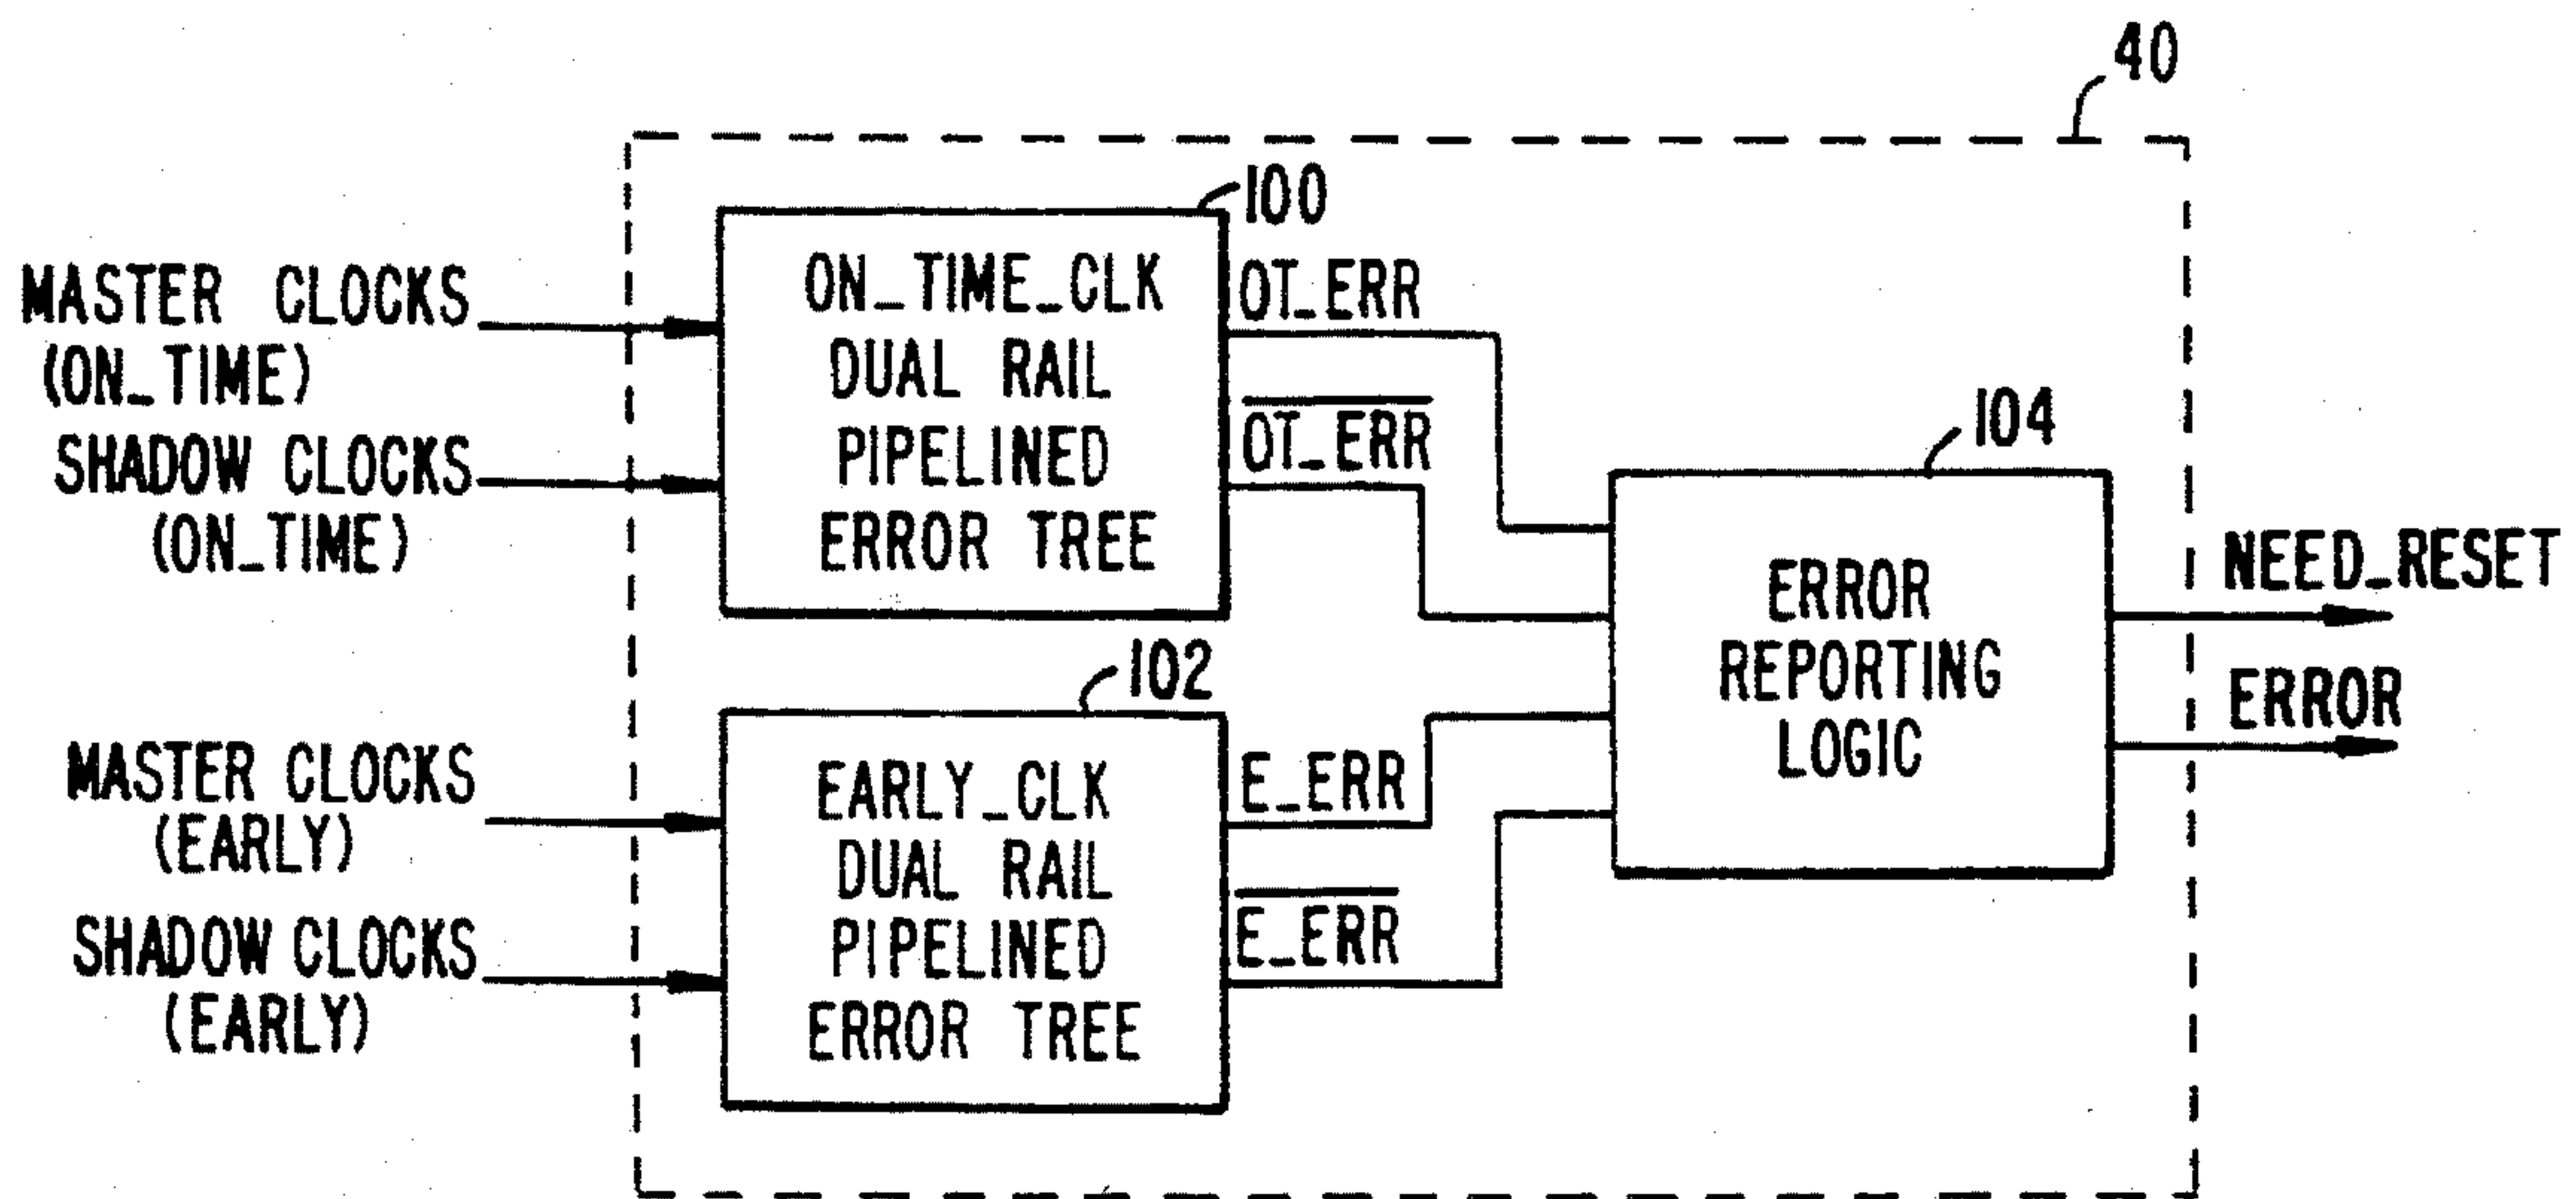 40
100
MASTER CLOCKS
(ON_TIME)
SHADOW CLOCKS
(ON_TIME)
ON_TIME_CLK
DUAL RAIL
PIPELINED
ERROR TREE
OT_ERR
OT_ERR
104
ERROR
REPORTING
LOGIC
NEED_RESET
ERROR
102
MASTER CLOCKS
(EARLY)
SHADOW CLOCKS
(EARLY)
EARLY_CLK
DUAL RAIL
PIPELINED
ERROR TREE
E_ERR
E_ERR